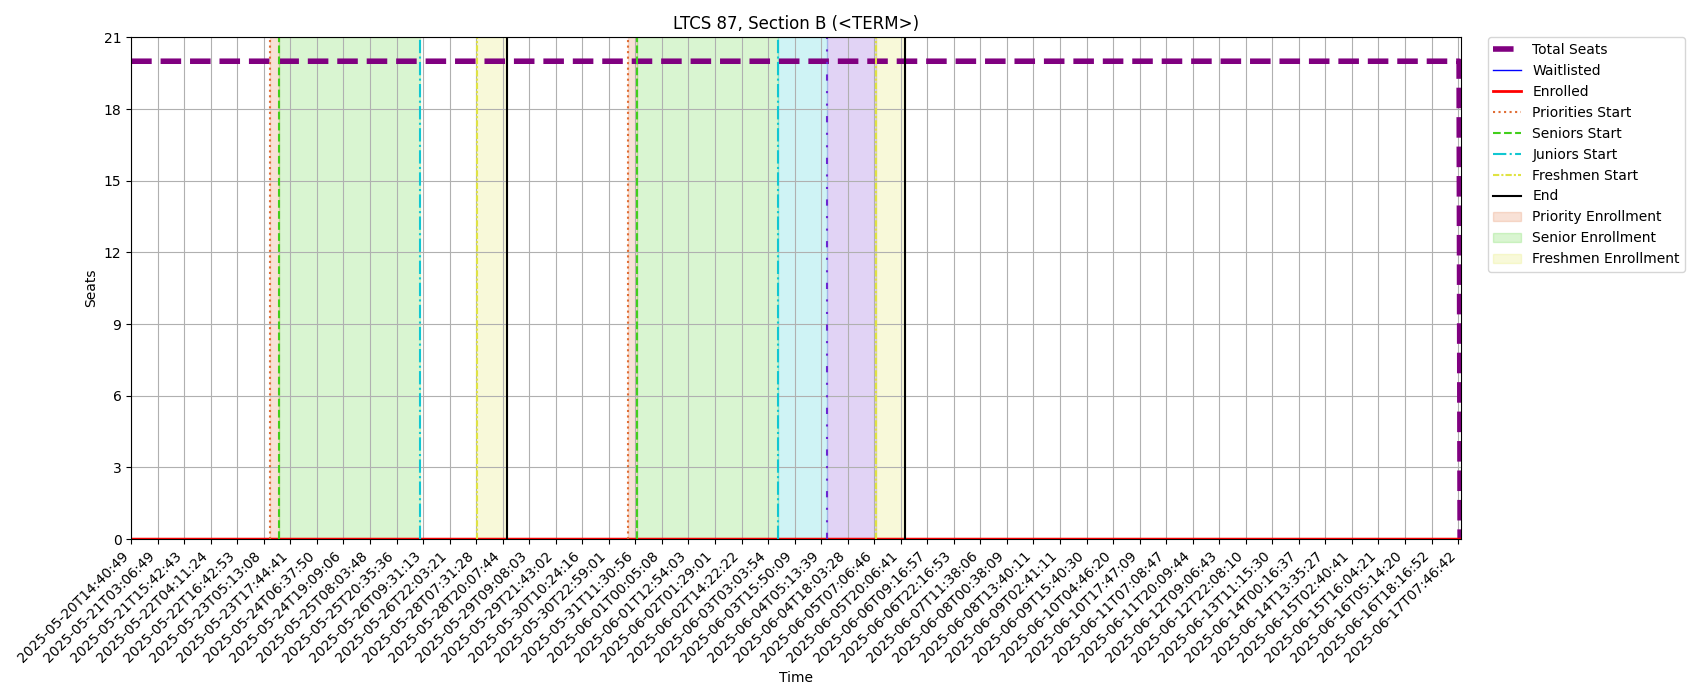 LTCS 87, Section B (<TERM>)
21
18
15
12
9
6
3
0
Seats
Total Seats
Waitlisted
Enrolled
Priorities Start
Seniors Start
Juniors Start
Freshmen Start
End
Priority Enrollment
Senior Enrollment
Freshmen Enrollment
2025-05-20T14:40:49
2025-05-21T03:06:49
2025-05-21T15:42:43
2025-05-22T04:11:24
2025-05-22T16:42:53
2025-05-23T05:13:08
2025-05-23T17:44:41
2025-05-24T06:37:50
2025-05-24T19:09:06
2025-05-25T08:03:48
2025-05-25T20:35:36
2025-05-26T09:31:13
2025-05-26T22:03:21
2025-05-28T07:31:28
2025-05-28T20:07:44
2025-05-29T09:08:03
2025-05-29T21:43:02
2025-05-30T10:24:16
2025-05-30T22:59:01
2025-05-31T11:30:56
2025-06-01T00:05:08
2025-06-01T12:54:03
2025-06-02T01:29:01
2025-06-02T14:22:22
2025-06-03T03:03:54
2025-06-03T15:50:09
2025-06-04T05:13:39
2025-06-04T18:03:28
2025-06-05T07:06:46
2025-06-05T20:06:41
2025-06-06T09:16:57
2025-06-06T22:16:53
2025-06-07T11:38:06
2025-06-08T00:38:09
2025-06-08T13:40:11
2025-06-09T02:41:11
2025-06-09T15:40:30
2025-06-10T04:46:20
2025-06-10T17:47:09
2025-06-11T07:08:47
2025-06-11T20:09:44
2025-06-12T09:06:43
2025-06-12T22:08:10
2025-06-13T11:15:30
2025-06-14T00:16:37
2025-06-14T13:35:27
2025-06-15T02:40:41
2025-06-15T16:04:21
2025-06-16T05:14:20
2025-06-16T18:16:52
2025-06-17T07:46:42
Time